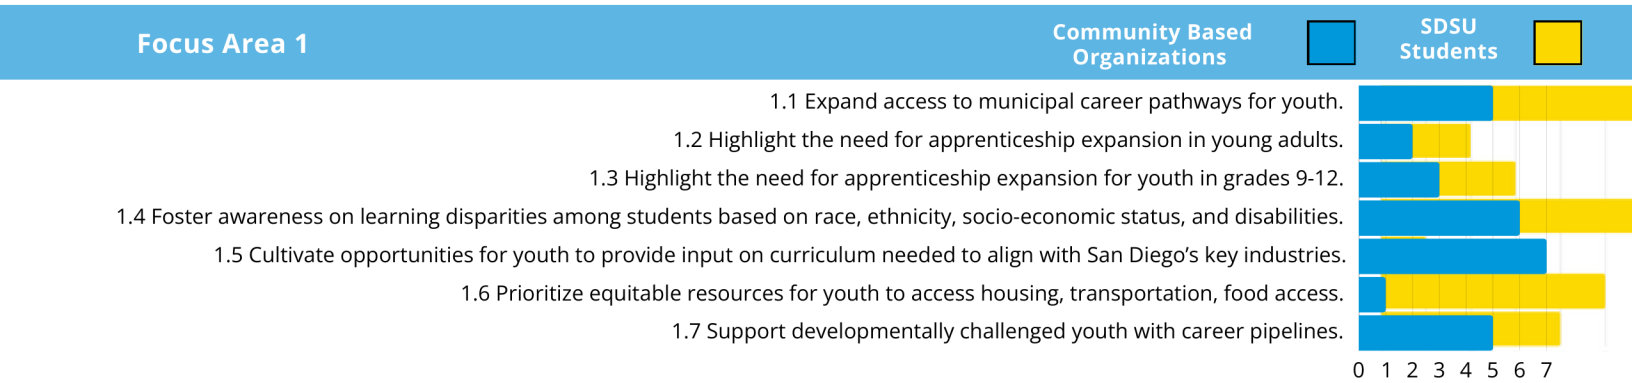 Focus Area 1
Community Based
Organizations
SDSU
Students
1.1 Expand access to municipal career pathways for youth.
1.2 Highlight the need for apprenticeship expansion in young adults.
1.3 Highlight the need for apprenticeship expansion for youth in grades 9-12.
1.4 Foster awareness on learning disparities among students based on race, ethnicity, socio-economic status, and disabilities.
1.5 Cultivate opportunities for youth to provide input on curriculum needed to align with San Diego’s key industries.
1.6 Prioritize equitable resources for youth to access housing, transportation, food access.
1.7 Support developmentally challenged youth with career pipelines.
0 1 2 3 4 5 6 7